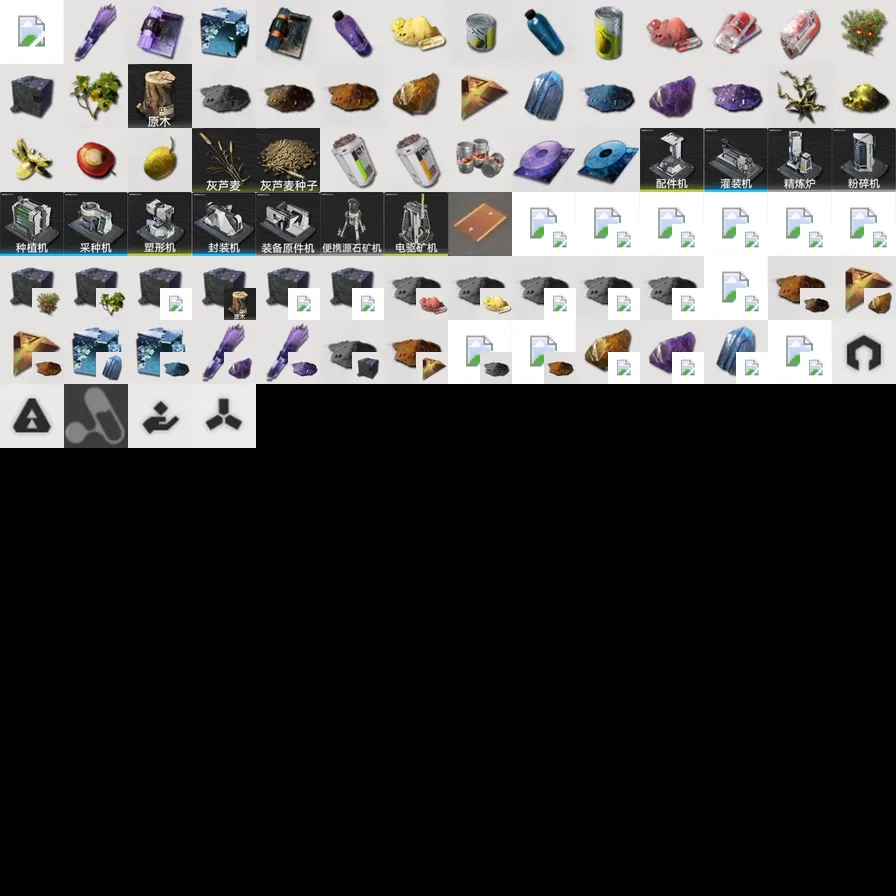 原木
灰芦麦
灰芦麦种子
配件机
灌装机
精炼炉
粉碎机
种植机
采种机
塑形机
封装机
装备原件机
便携源石矿机
电驱矿机
原木